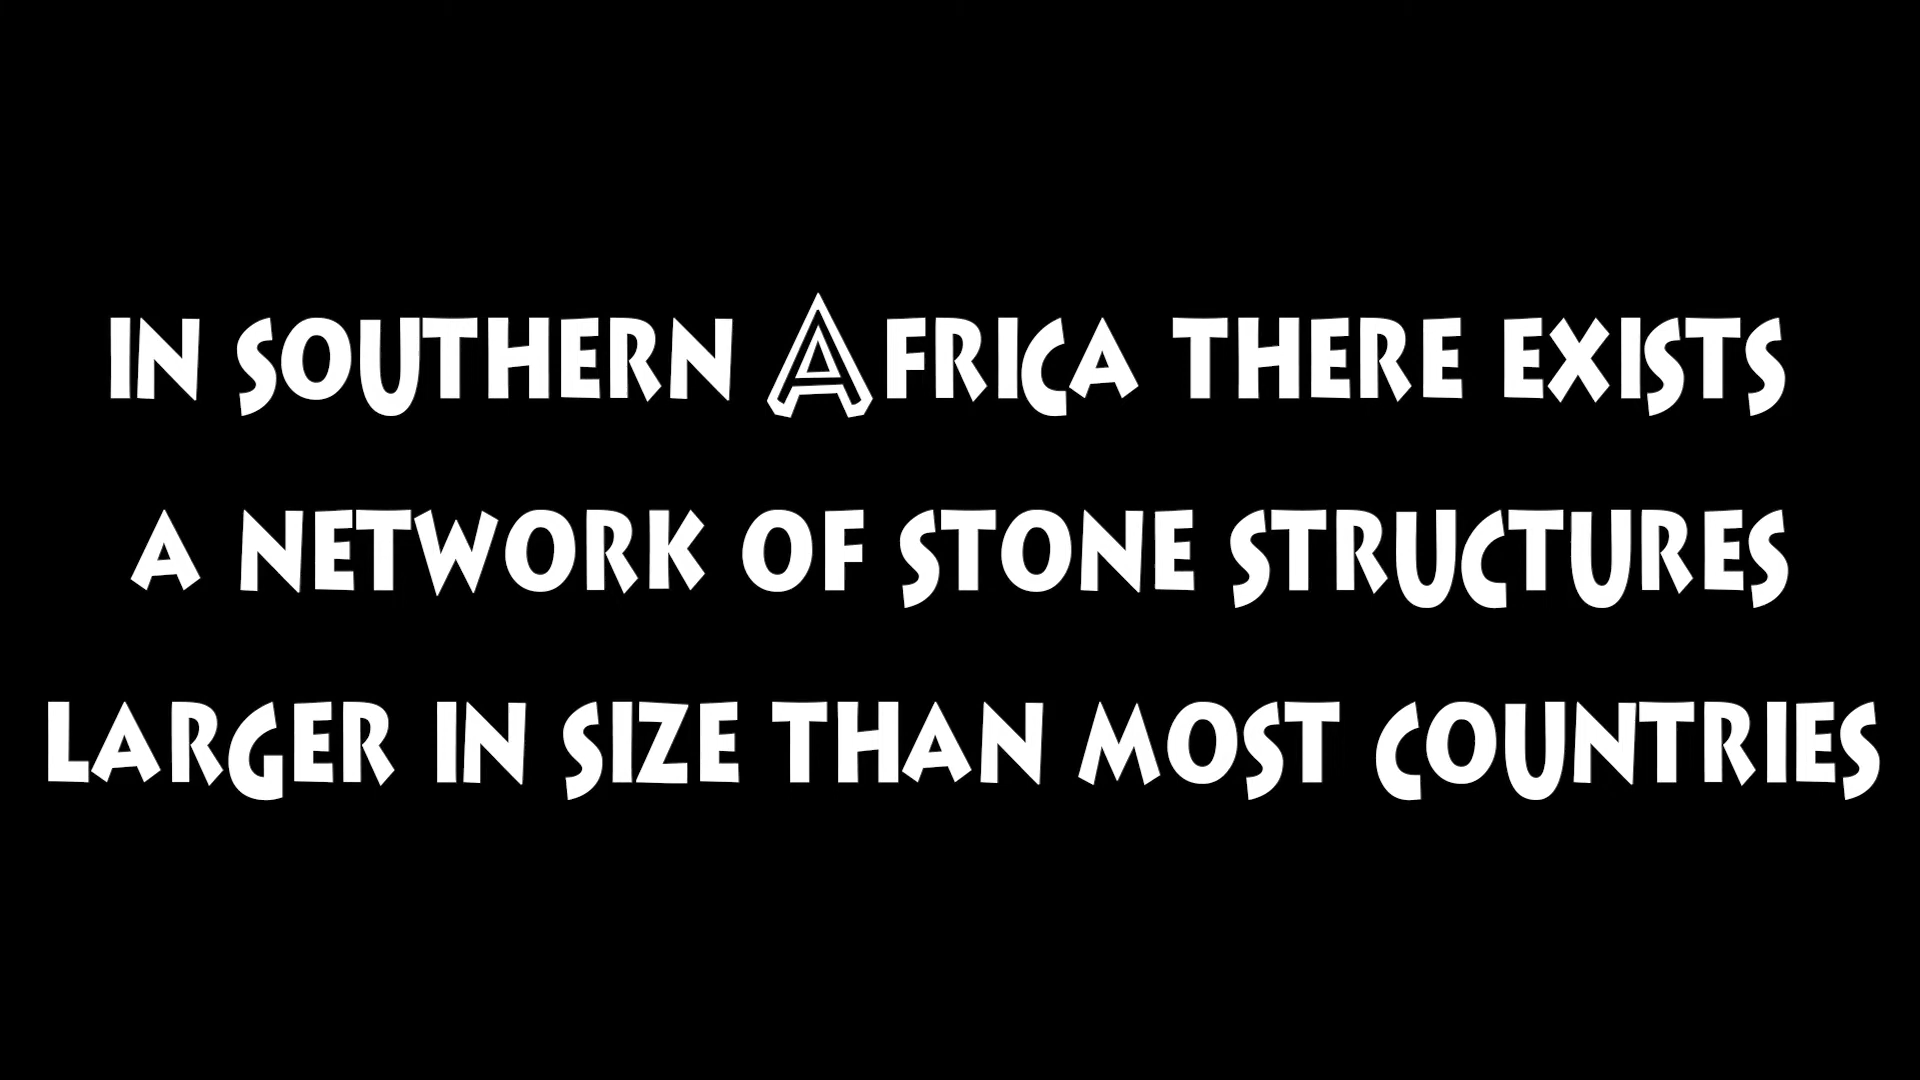 IN SOUTHERN AFRICA THERE EXISTS
A NETWORK OF STONE STRUCTURES
LARGER IN SIZE THAN MOST COUNTRIES